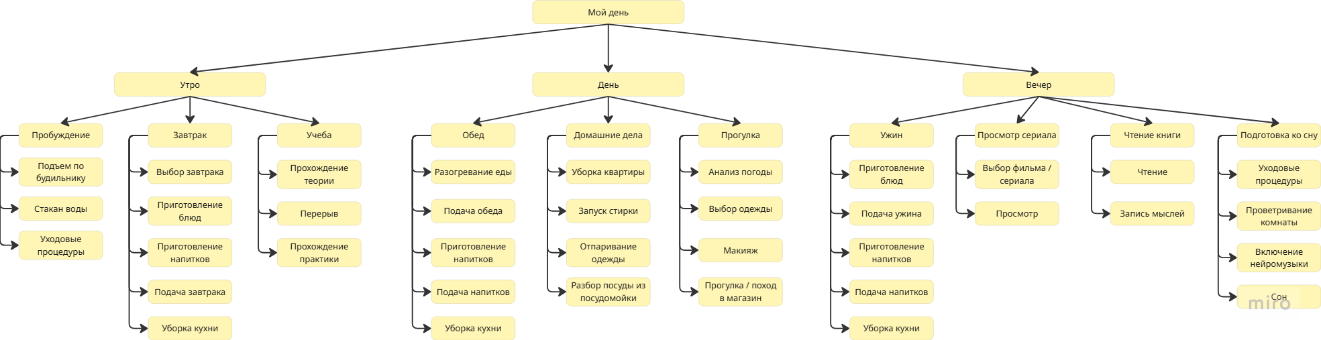 Мой день
Утро
День
Вечер
Пробуждение
Завтрак
Учеба
Обед
Домашние дела
Прогулка
Ужин
Просмотр сериала
Чтение книги
Подготовка ко сну
Подъем по
будильнику
Стакан воды
Уходовые
процедуры
Выбор завтрака
Приготовление
блюд
Приготовление
напитков
Подача завтрака
Уборка кухни
Прохождение
теории
Перерыв
Прохождение
практики
Разогревание еды
Подача обеда
Приготовление
напитков
Подача напитков
Уборка кухни
Уборка квартиры
Запуск стирки
Отпаривание
одежды
Разбор посуды из
посудомойки
Анализ погоды
Выбор одежды
Макияж
Прогулка / поход
в магазин
Приготовление
блюд
Подача ужина
Приготовление
напитков
Подача напитков
Уборка кухни
Выбор фильма /
сериала
Просмотр
Чтение
Запись мыслей
Уходовые
процедуры
Проветривание
комнаты
Включение
нейромузыки
Сон
miro